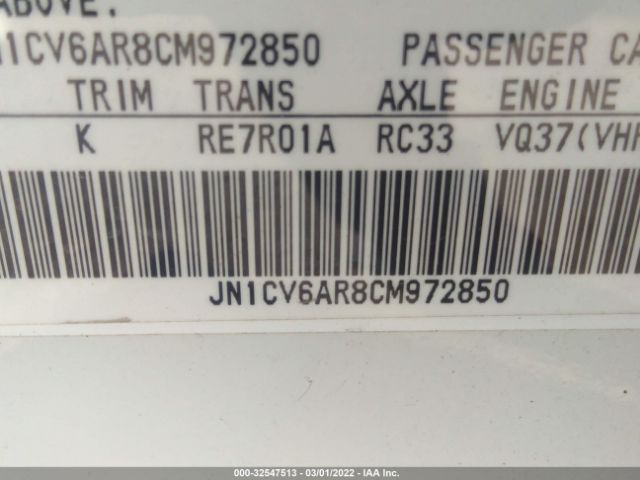 ABOVE.
N1CV6AR8CM972850 PASSENGER CA
TRIM TRANS AXLE ENGINE
K RE7R01A RC33 VQ37(VHR
JN1CV6AR8CM972850
000-32547513 - 03/01/2022 - IAA Inc.